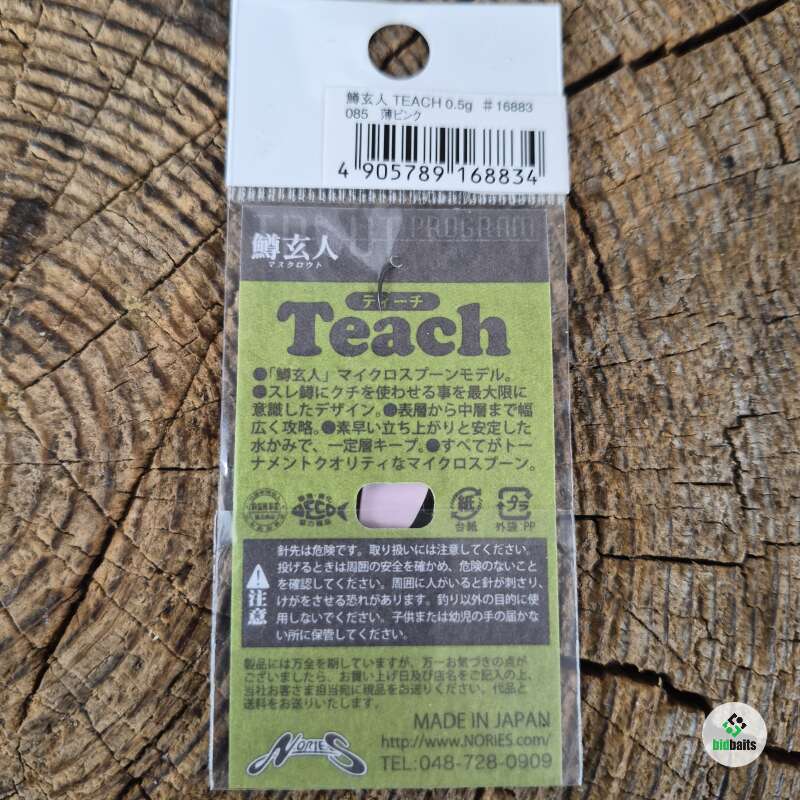 鱒玄人 TEACH 0.5g #16883
085 薄ピンク
4 905789 168834
PROGRAM
鱒玄人
マスクロウト
ティーチ
Teach
●「鱒玄人」マイクロスプーンモデル。
●スレ鱒にクチを使わせる事を最大限に
意識したデザイン。●表層から中層まで幅
広く攻略。●素早い立ち上がりと安定した
水かみで、一定層キープ。●すべてがトー
ナメントクオリティなマイクロスプーン。
ECO
紙
台紙
プラ
外袋 PP
針先は危険です。取り扱いには注意してください。
投げるときは周囲の安全を確かめ、危険のないこと
を確認してください。周囲に人がいると針が刺さり、
けがをさせる恐れがあります。釣り以外の目的に使
用しないでください。子供または幼児の手の届かな
い所に保管してください。
注意
製品には万全を期していますが、万一お気づきの点が
ございましたら、お買い上げ日及び店名をご記入の上、
当社お客さま担当宛に現品をお送りください。代品と
送料をお送りいたします。
MADE IN JAPAN
NORIES
http://www.NORIES.com/
TEL:048-728-0909
bidbaits